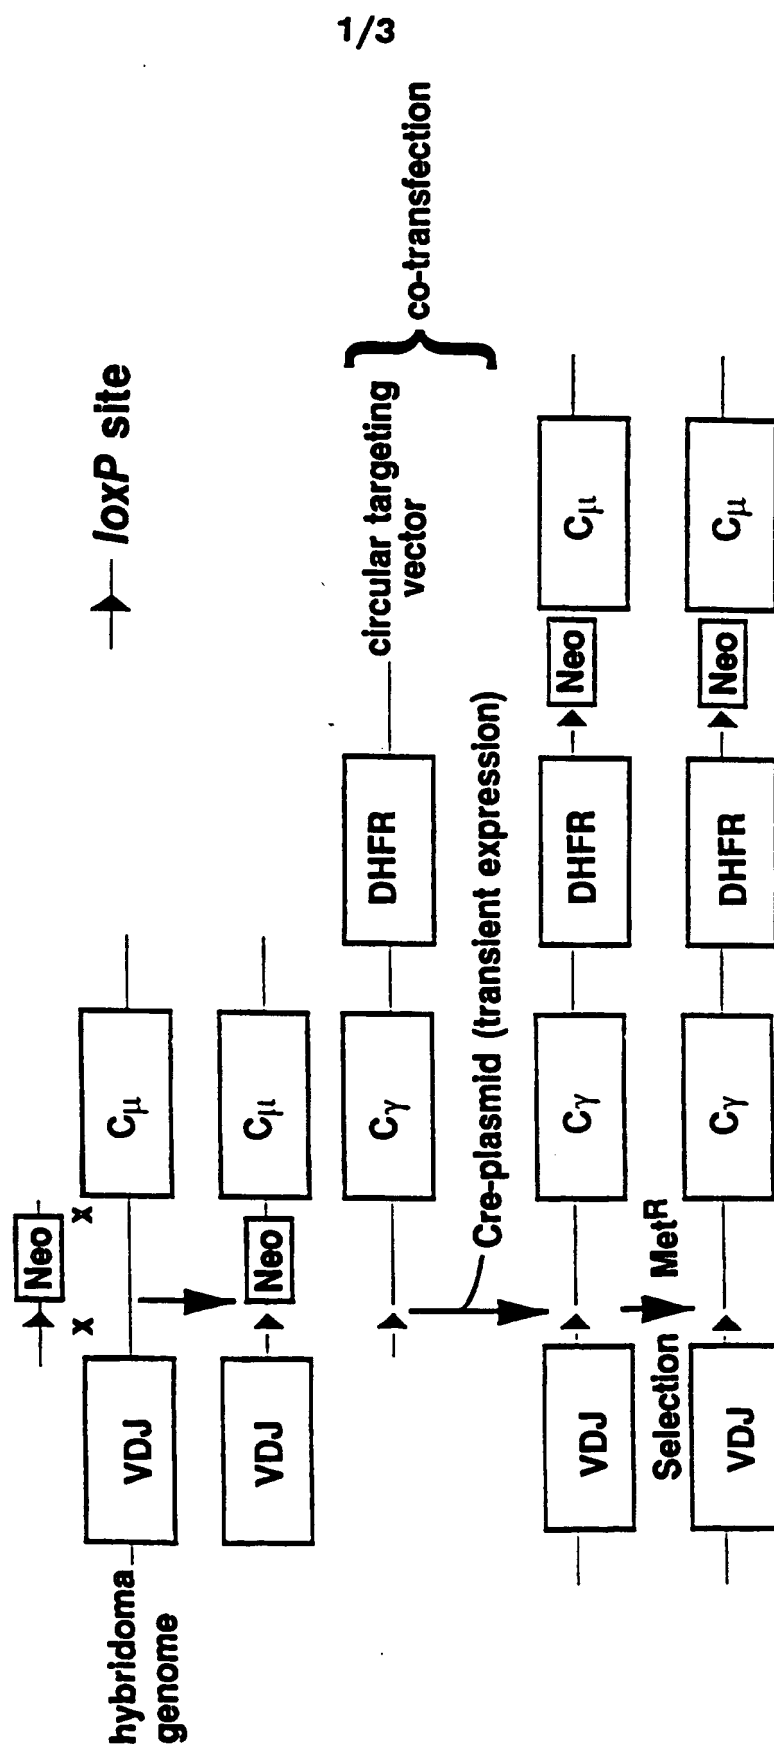 1/3
loxP site
Neo
x x
hybridoma
genome
VDJ
Cμ
VDJ
Neo
Cμ
Cγ
DHFR
circular targeting
vector
co-transfection
Cre-plasmid (transient expression)
VDJ
Cγ
DHFR
Neo
Cμ
Selection Metᴿ
VDJ
Cγ
DHFR
Neo
Cμ